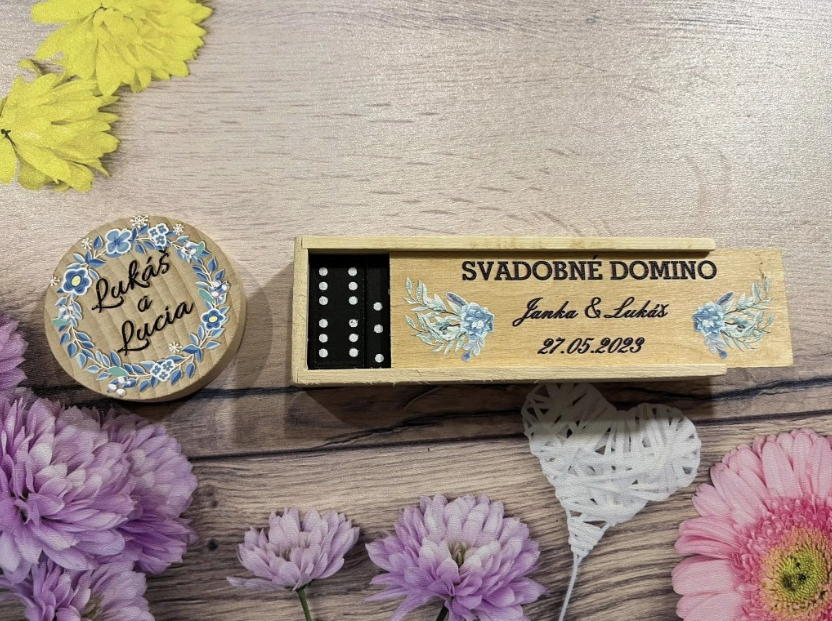 Lukáš
a
Lucia
SVADOBNÉ DOMINO
Janka & Lukáš
27.05.2023